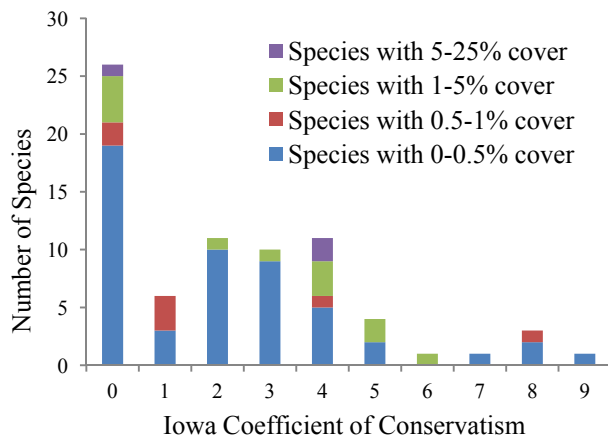 30
25
20
15
10
5
0
Number of Species
Species with 5-25% cover
Species with 1-5% cover
Species with 0.5-1% cover
Species with 0-0.5% cover
0 1 2 3 4 5 6 7 8 9
Iowa Coefficient of Conservatism